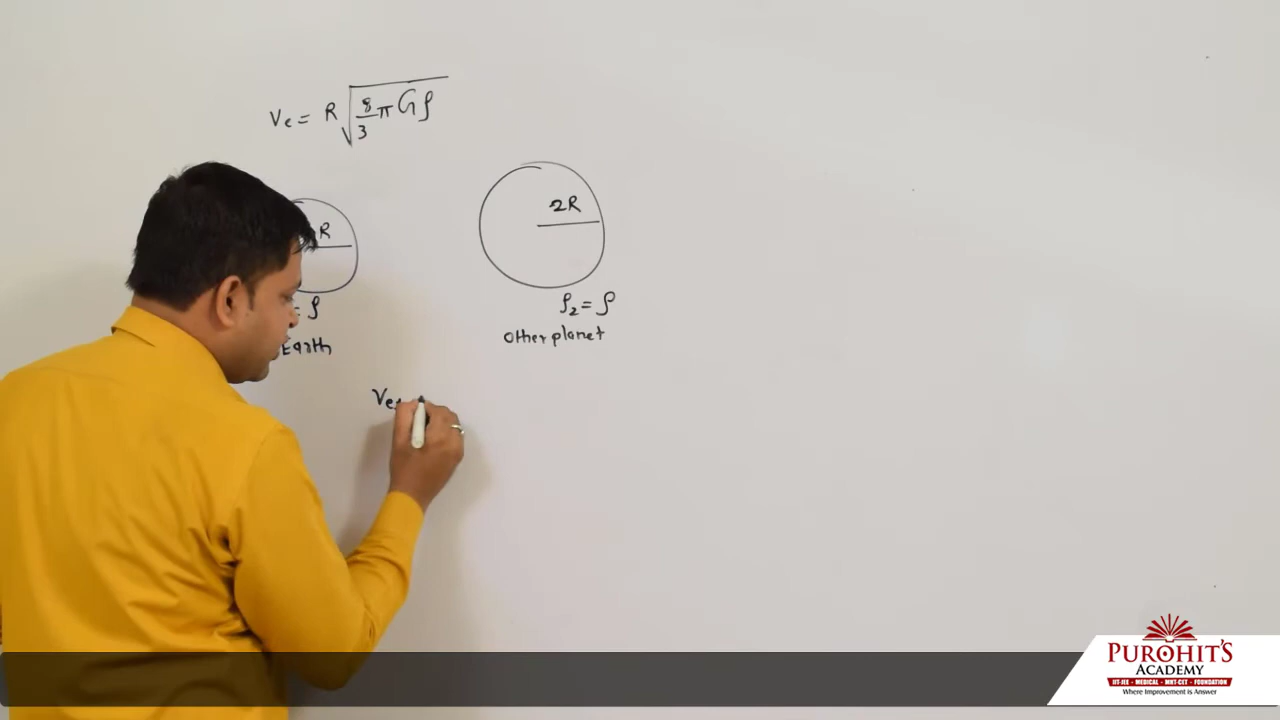 Ve = R √(8/3 π G ρ)
R
2R
= ρ
ρ₂ = ρ
Earth
Other planet
Ve
PUROHIT'S
ACADEMY
IIT-JEE - MEDICAL - MHT-CET - FOUNDATION
Where Improvement is Answer